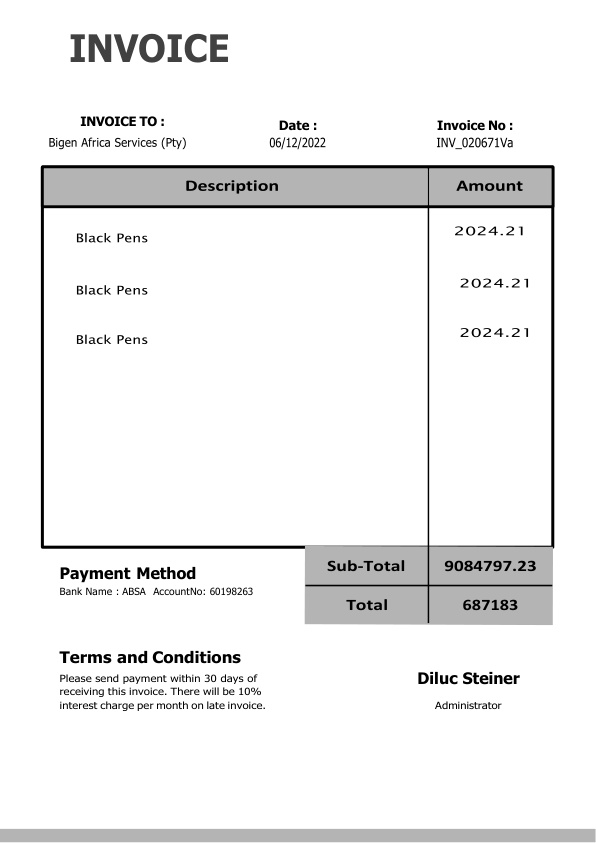 INVOICE
INVOICE TO :
Bigen Africa Services (Pty)
Date :
06/12/2022
Invoice No :
INV_020671Va
Description Amount
Black Pens 2024.21
Black Pens 2024.21
Black Pens 2024.21
Sub-Total 9084797.23
Total 687183
Payment Method
Bank Name : ABSA AccountNo: 60198263
Terms and Conditions
Please send payment within 30 days of
receiving this invoice. There will be 10%
interest charge per month on late invoice.
Diluc Steiner
Administrator